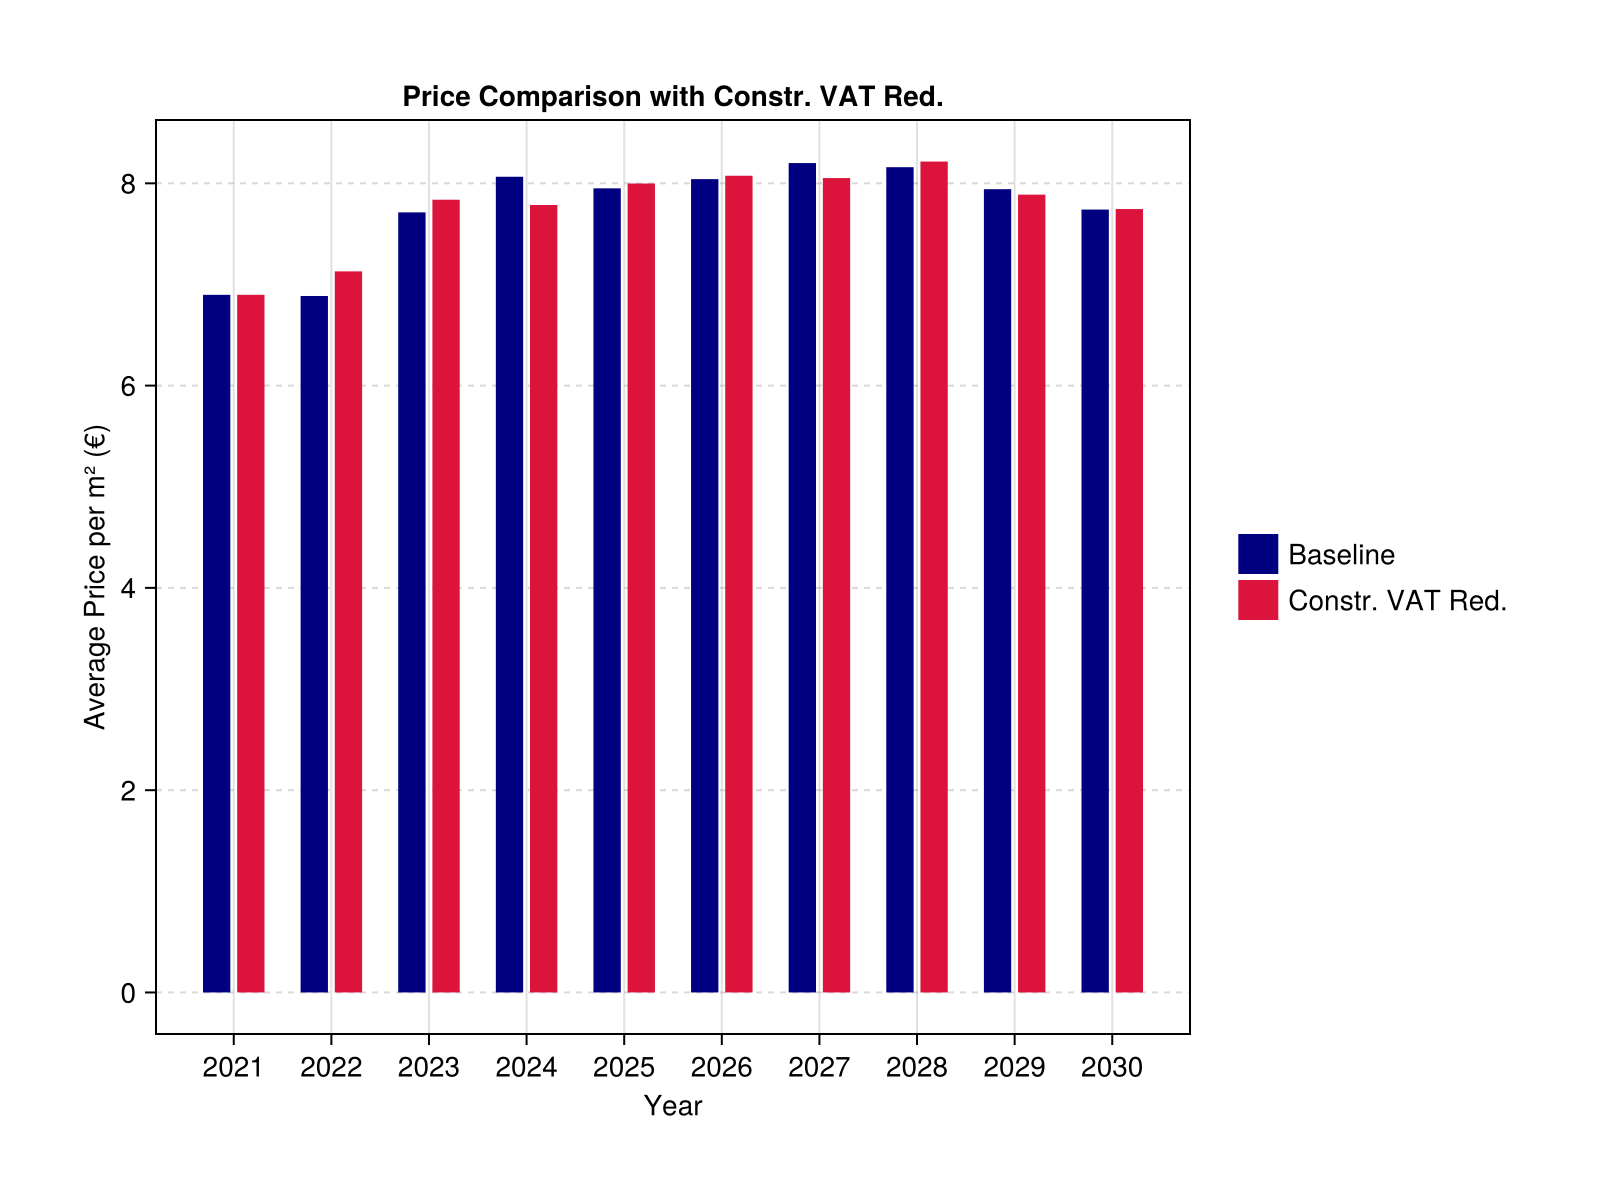 Price Comparison with Constr. VAT Red.
Average Price per m² (€)
8
6
4
2
0
2021 2022 2023 2024 2025 2026 2027 2028 2029 2030
Year
Baseline
Constr. VAT Red.